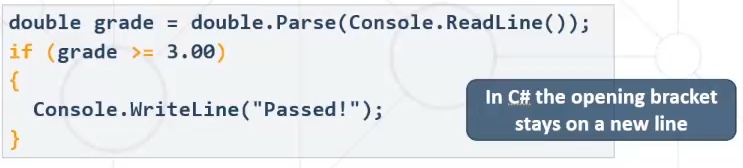 double grade = double.Parse(Console.ReadLine());
if (grade >= 3.00)
{
  Console.WriteLine("Passed!");
}
In C# the opening bracket
stays on a new line